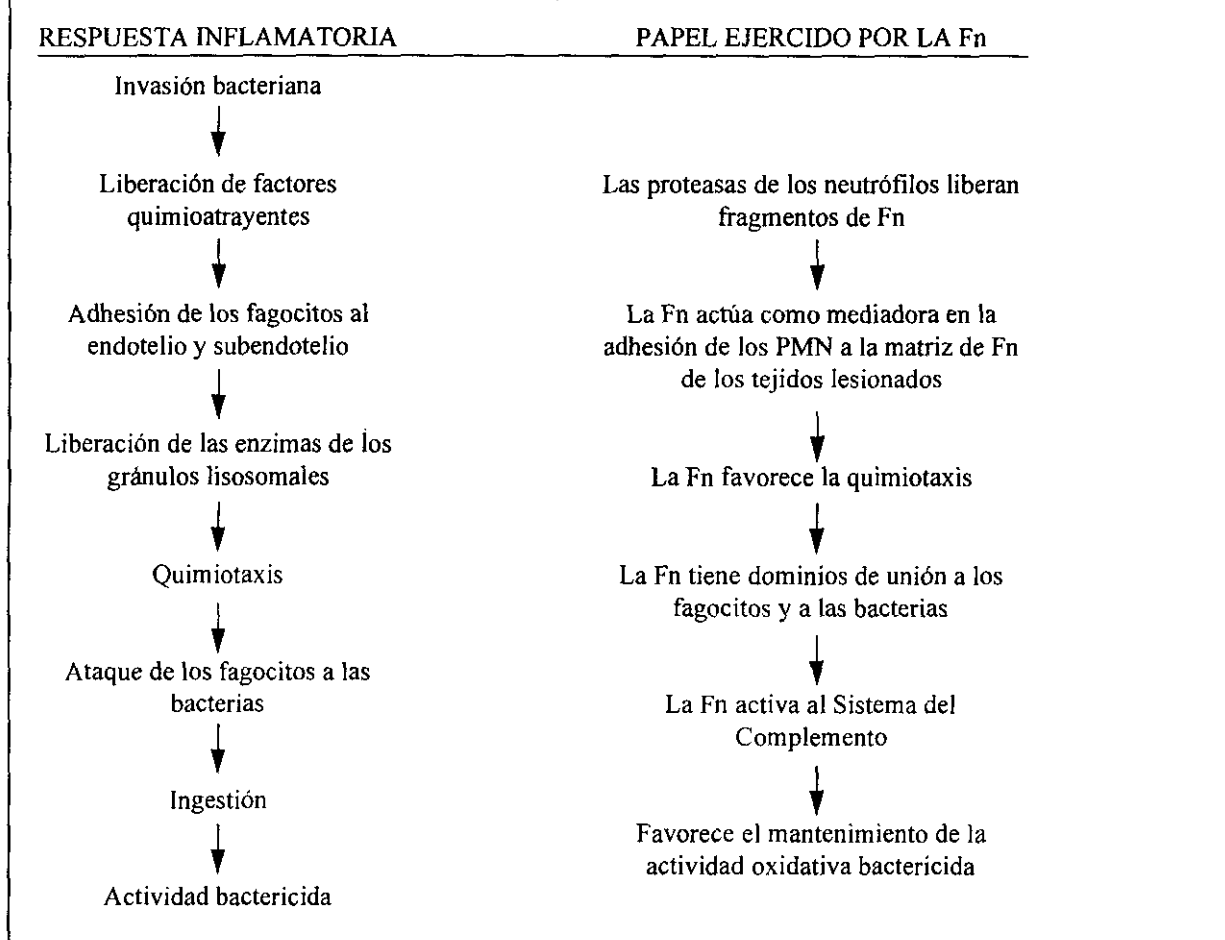 RESPUESTA INFLAMATORIA
Invasión bacteriana
Liberación de factores
quimioatrayentes
Adhesión de los fagocitos al
endotelio y subendotelio
Liberación de las enzimas de los
gránulos lisosomales
Quimiotaxis
Ataque de los fagocitos a las
bacterias
Ingestión
Actividad bactericida
PAPEL EJERCIDO POR LA Fn
Las proteasas de los neutrófilos liberan
fragmentos de Fn
La Fn actúa como mediadora en la
adhesión de los PMN a la matriz de Fn
de los tejidos lesionados
La Fn favorece la quimiotaxis
La Fn tiene dominios de unión a los
fagocitos y a las bacterias
La Fn activa al Sistema del
Complemento
Favorece el mantenimiento de la
actividad oxidativa bactericida